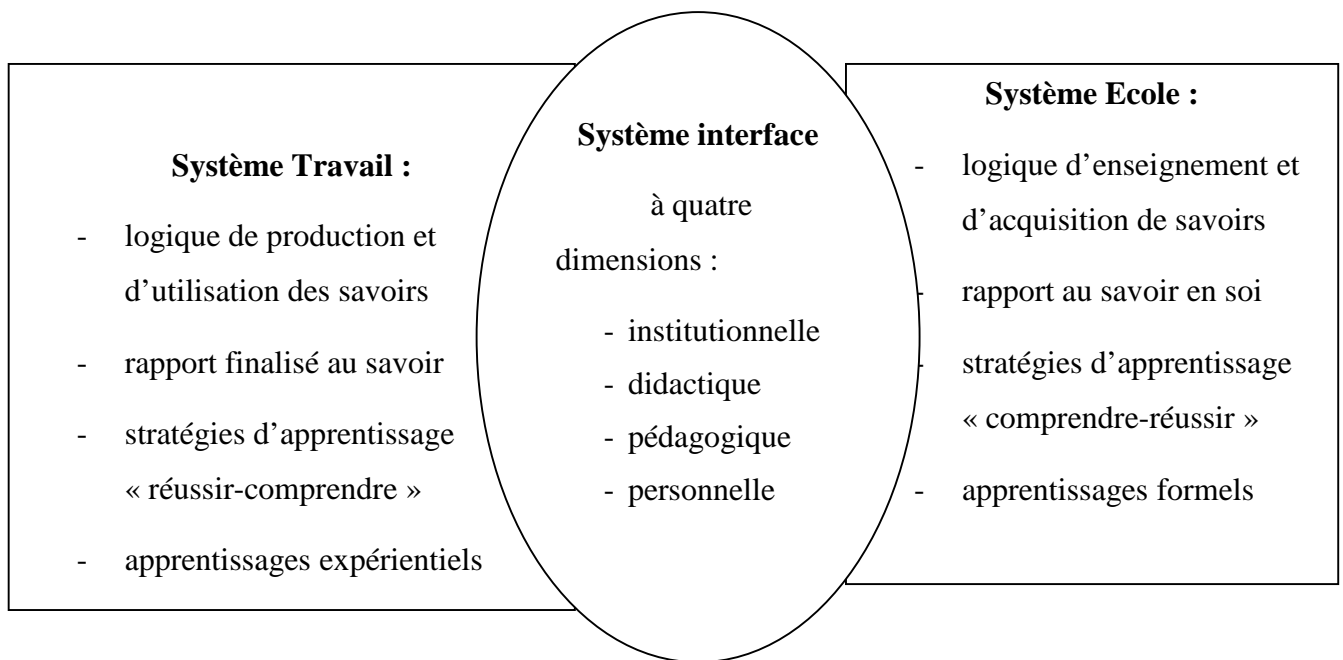 Système Travail :
- logique de production et
d’utilisation des savoirs
- rapport finalisé au savoir
- stratégies d’apprentissage
« réussir-comprendre »
- apprentissages expérientiels
Système interface
à quatre
dimensions :
- institutionnelle
- didactique
- pédagogique
- personnelle
Système Ecole :
- logique d’enseignement et
d’acquisition de savoirs
- rapport au savoir en soi
- stratégies d’apprentissage
« comprendre-réussir »
- apprentissages formels